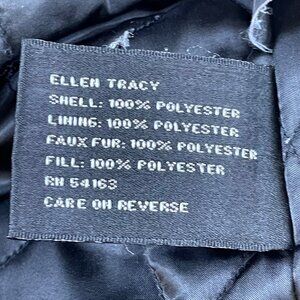 ELLEN TRACY
SHELL: 100% POLYESTER
LINING: 100% POLYESTER
FAUX FUR: 100% POLYESTER
FILL: 100% POLYESTER
RN 54163
CARE ON REVERSE